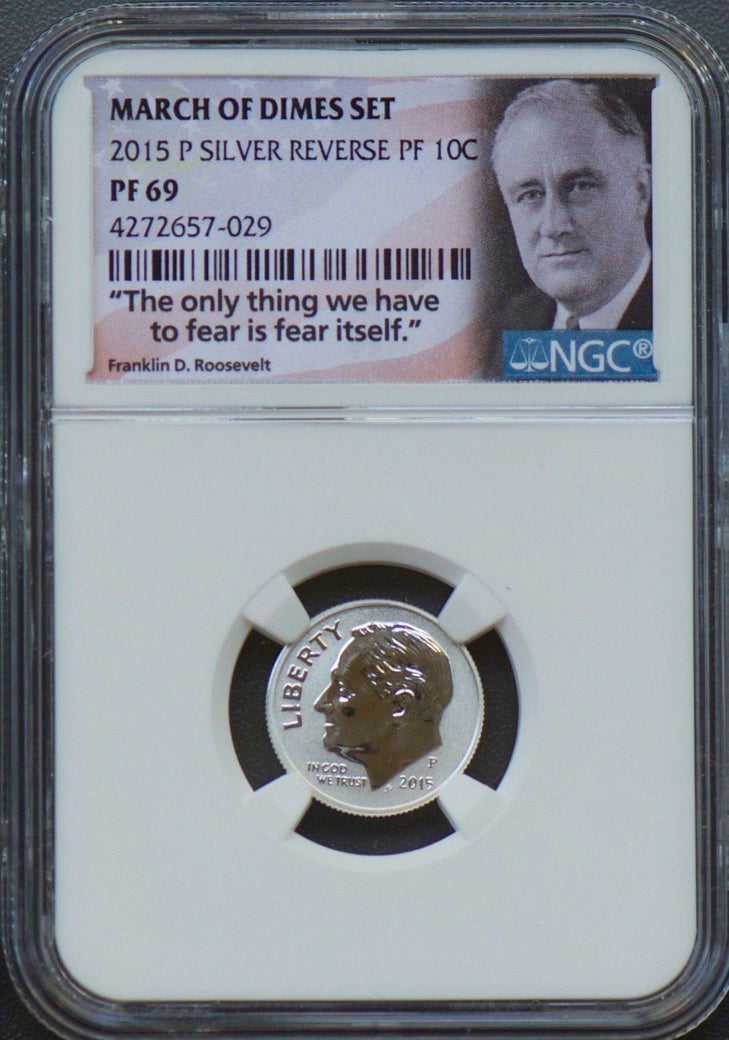 MARCH OF DIMES SET
2015 P SILVER REVERSE PF 10C
PF 69
4272657-029
“The only thing we have
to fear is fear itself.”
Franklin D. Roosevelt
NGC®
LIBERTY
IN GOD
WE TRUST
P
2015